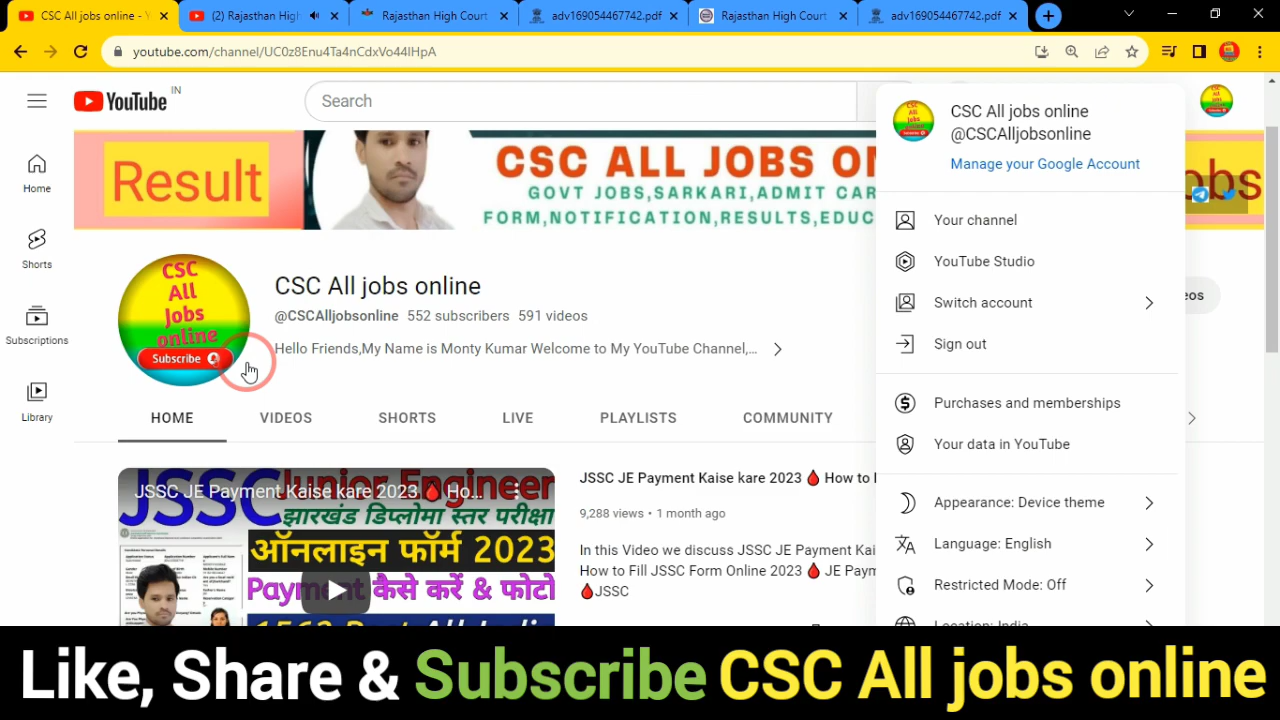 CSC All jobs online - Y
(2) Rajasthan High
Rajasthan High Court
adv169054467742.pdf
Rajasthan High Court
adv169054467742.pdf
youtube.com/channel/UC0z8Enu4Ta4nCdxVo44IHpA
YouTube IN
Search
Result
CSC ALL JOBS ON
GOVT JOBS,SARKARI,ADMIT CAR
FORM,NOTIFICATION,RESULTS,EDUC
obs
CSC All jobs online
@CSCAlljobsonline
Manage your Google Account
Your channel
YouTube Studio
Switch account
Sign out
Purchases and memberships
Your data in YouTube
Appearance: Device theme
Language: English
Restricted Mode: Off
Location: India
Home
Shorts
Subscriptions
Library
CSC
All
Jobs
online
Subscribe
CSC All jobs online
@CSCAlljobsonline 552 subscribers 591 videos
Hello Friends,My Name is Monty Kumar Welcome to My YouTube Channel,...
eos
HOME VIDEOS SHORTS LIVE PLAYLISTS COMMUNITY
JSSC JE Payment Kaise kare 2023 🩸 Ho...
JSSC Junior Engineer
झारखंड डिप्लोमा स्तर परीक्षा
ऑनलाइन फॉर्म 2023
Payment कैसे करें & फोटो
JSSC JE Payment Kaise kare 2023 🩸 How to
9,288 views • 1 month ago
In this Video we discuss JSSC JE Payment Kai
How to Fill JSSC Form Online 2023 🩸 JE Paym
🩸JSSC
Like, Share & Subscribe CSC All jobs online